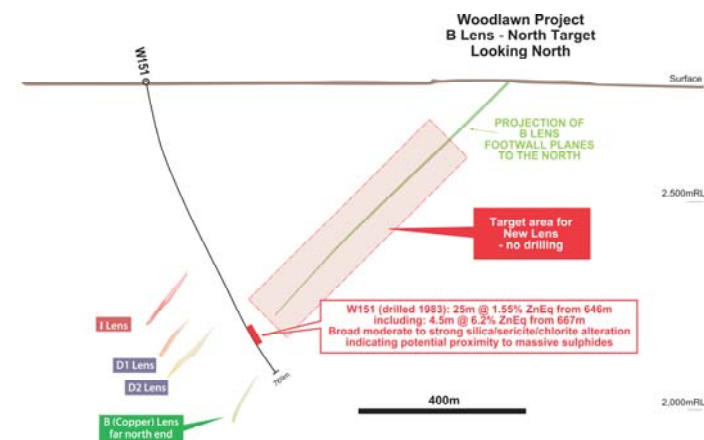 Woodlawn Project
B Lens - North Target
Looking North
W151
Surface
PROJECTION OF
B LENS
FOOTWALL PLANES
TO THE NORTH
2,500mRL
Target area for
New Lens
- no drilling
W151 (drilled 1983): 25m @ 1.55% ZnEq from 646m
including: 4.5m @ 6.2% ZnEq from 667m
Broad moderate to strong silica/sericite/chlorite alteration
indicating potential proximity to massive sulphides
I Lens
D1 Lens
D2 Lens
400m
2,000mRL
B (Copper) Lens
far north end